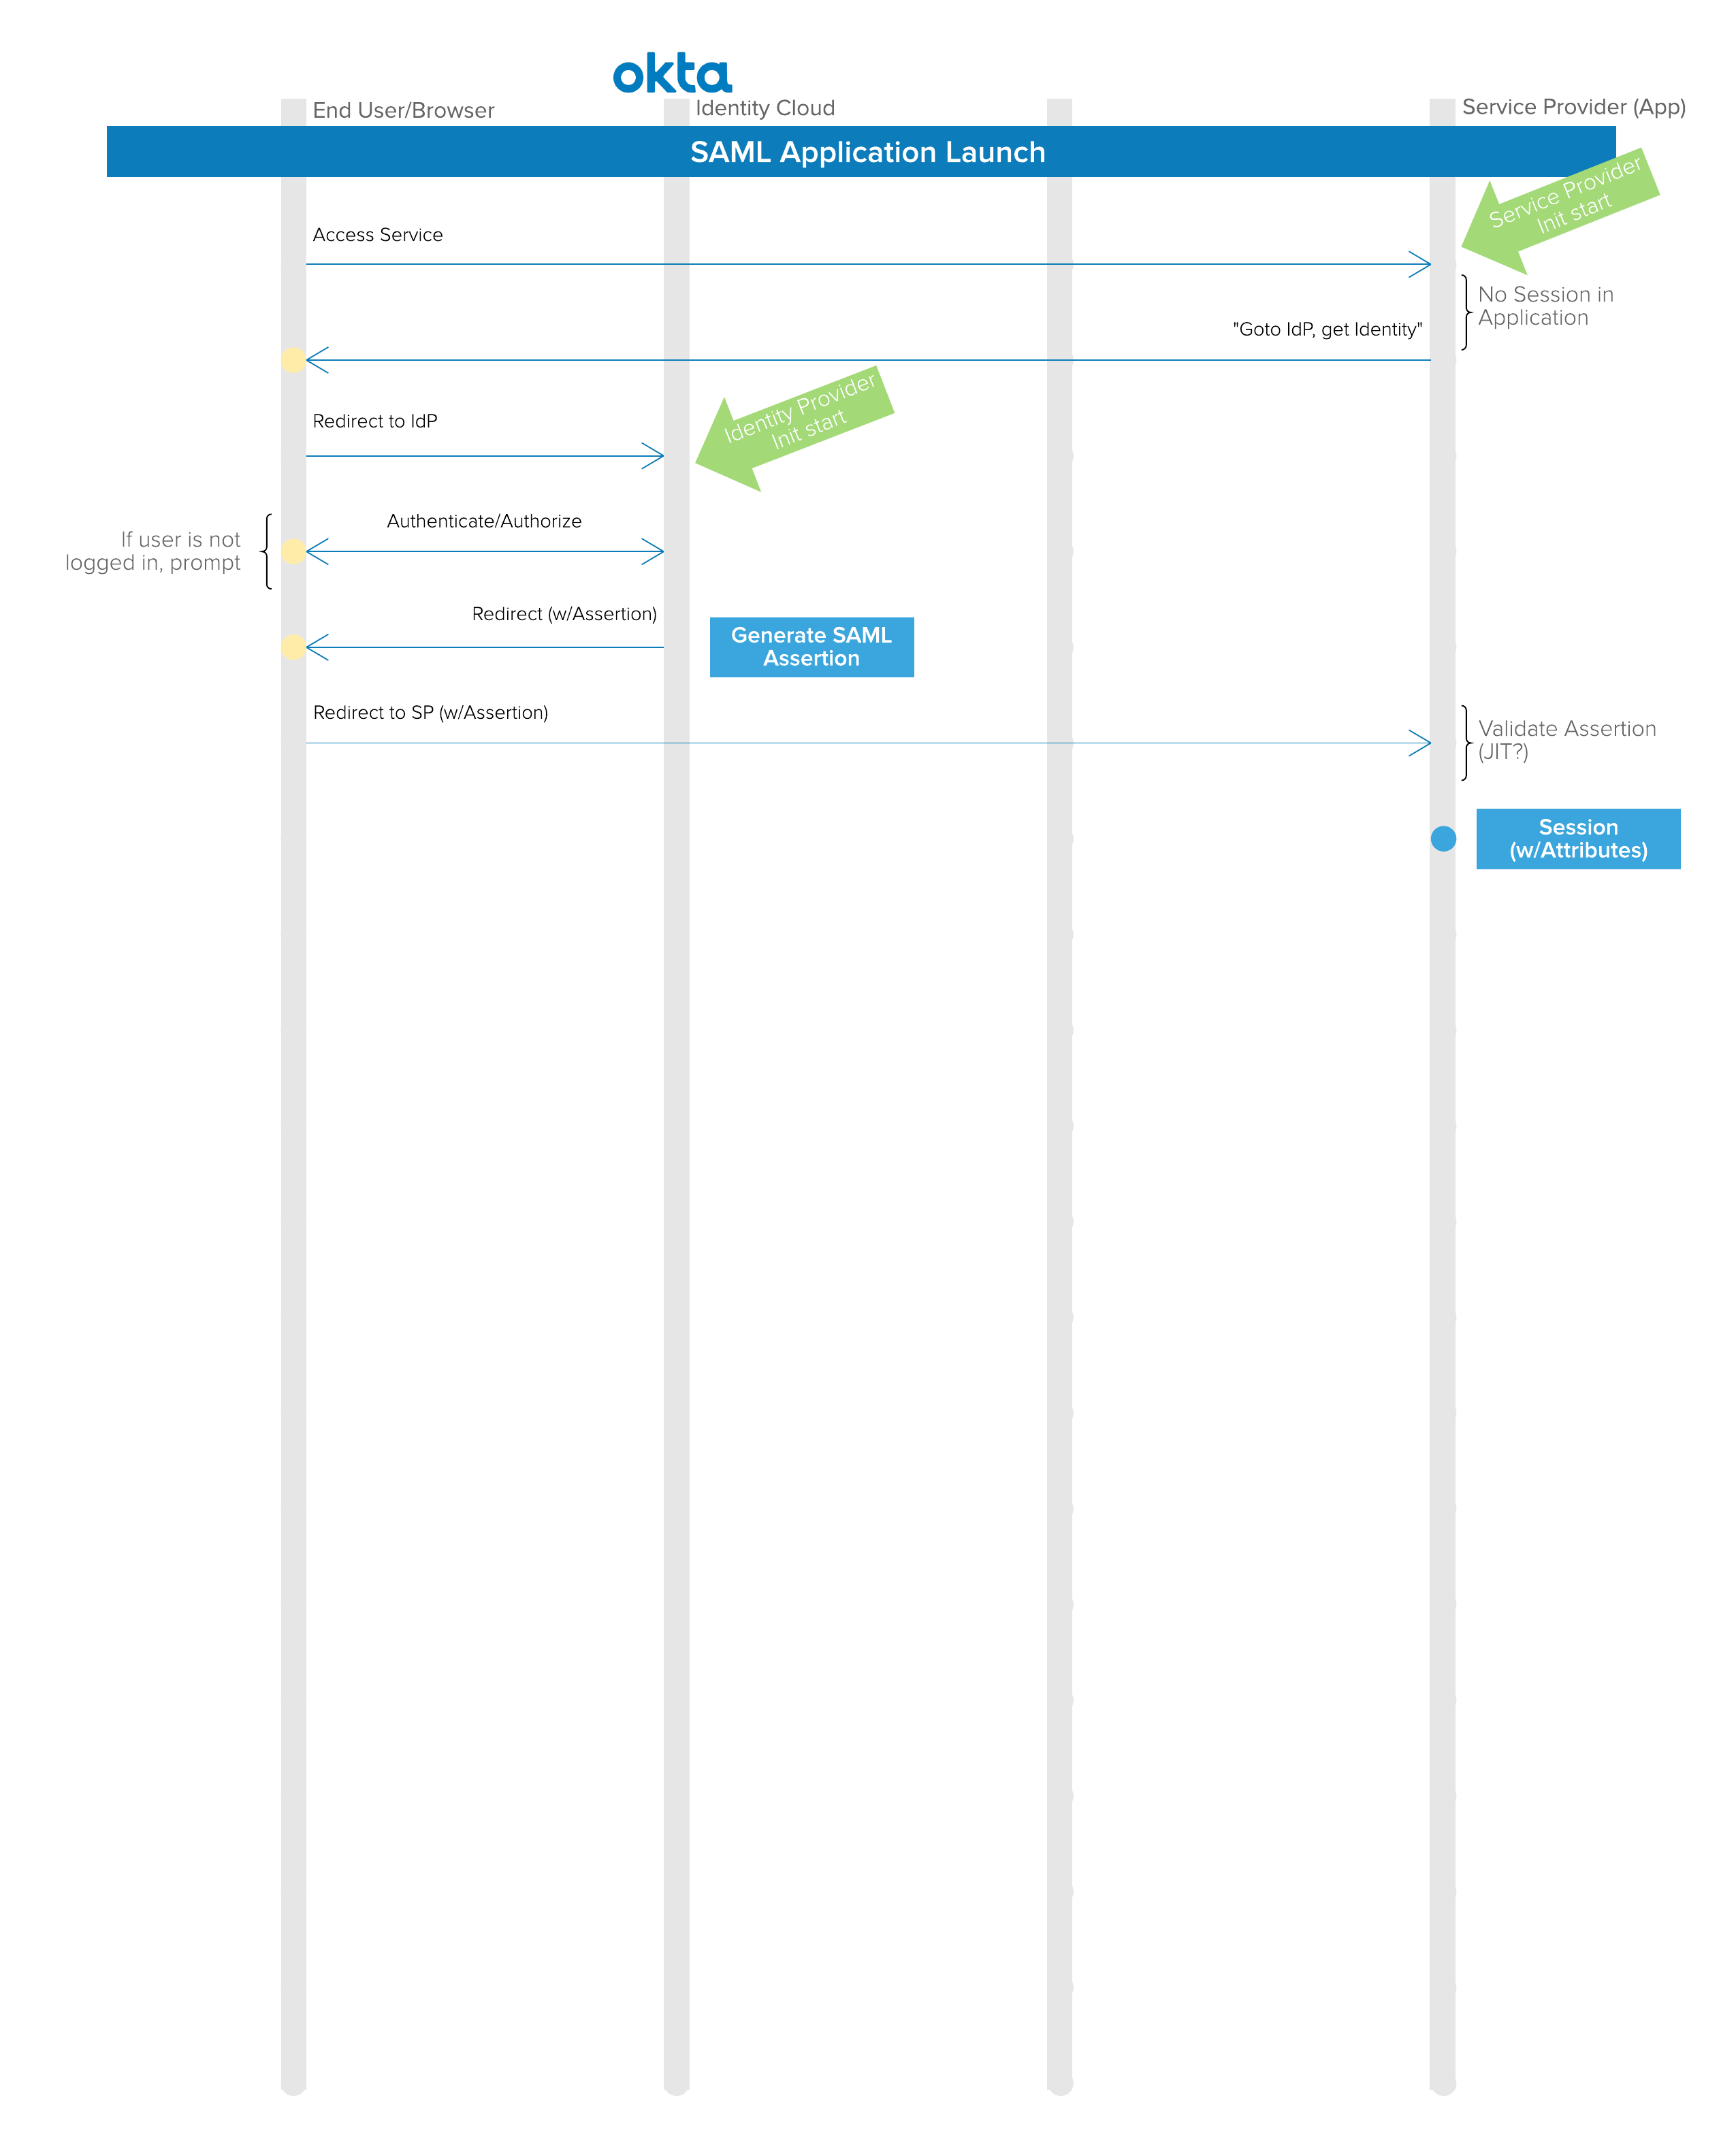 okta
End User/Browser
Identity Cloud
Service Provider (App)
SAML Application Launch
Service Provider
Init start
Access Service
No Session in
Application
"Goto IdP, get Identity"
Identity Provider
Init start
Redirect to IdP
Authenticate/Authorize
If user is not
logged in, prompt
Redirect (w/Assertion)
Generate SAML
Assertion
Redirect to SP (w/Assertion)
Validate Assertion
(JIT?)
Session
(w/Attributes)